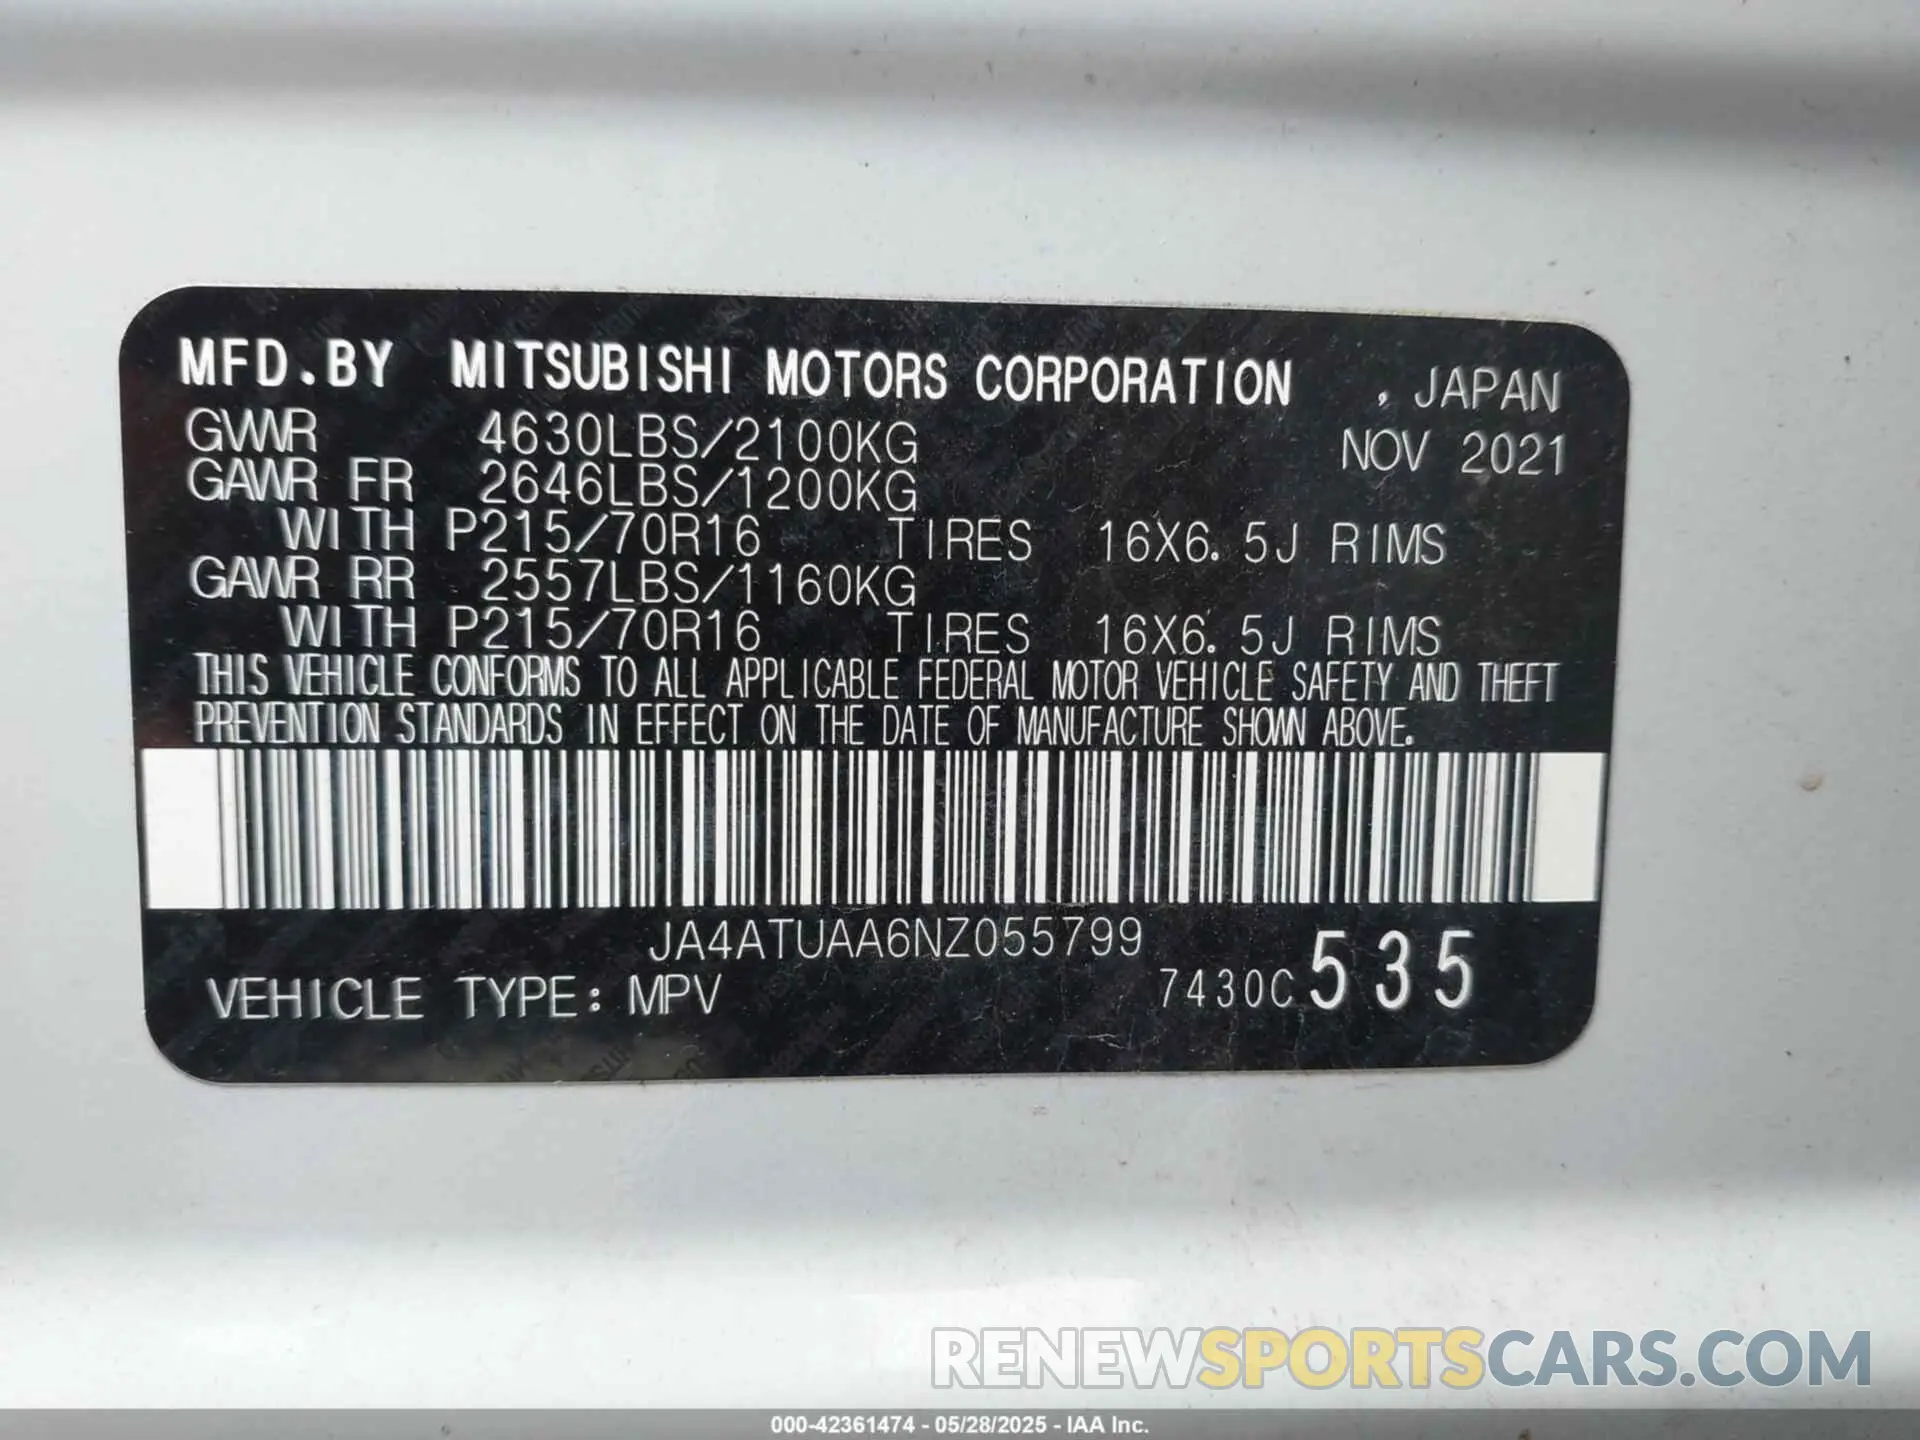 MFD.BY MITSUBISHI MOTORS CORPORATION , JAPAN
GVWR 4630LBS/2100KG NOV 2021
GAWR FR 2646LBS/1200KG
WITH P215/70R16 TIRES 16X6.5J RIMS
GAWR RR 2557LBS/1160KG
WITH P215/70R16 TIRES 16X6.5J RIMS
THIS VEHICLE CONFORMS TO ALL APPLICABLE FEDERAL MOTOR VEHICLE SAFETY AND THEFT
PREVENTION STANDARDS IN EFFECT ON THE DATE OF MANUFACTURE SHOWN ABOVE.
JA4ATUAA6NZ055799
VEHICLE TYPE: MPV 7430C 535
RENEWSPORTSCARS.COM
000-42361474 - 05/28/2025 - IAA Inc.